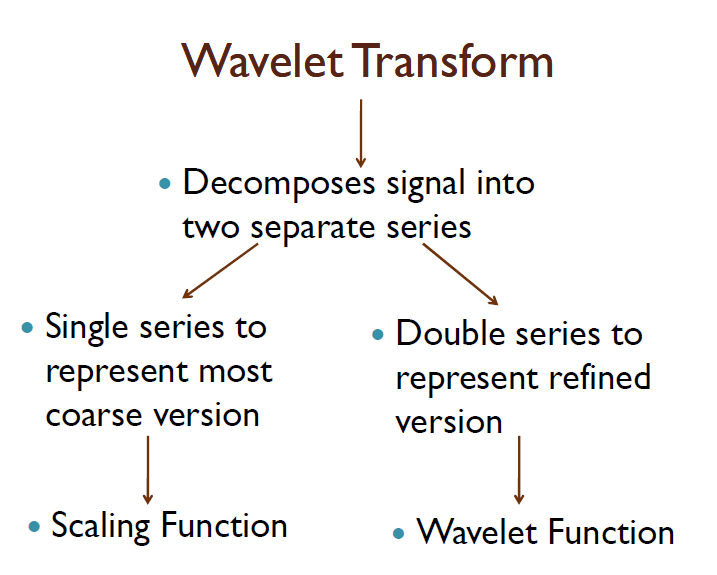 Wavelet Transform
• Decomposes signal into
two separate series
• Single series to
represent most
coarse version
• Double series to
represent refined
version
• Scaling Function
• Wavelet Function